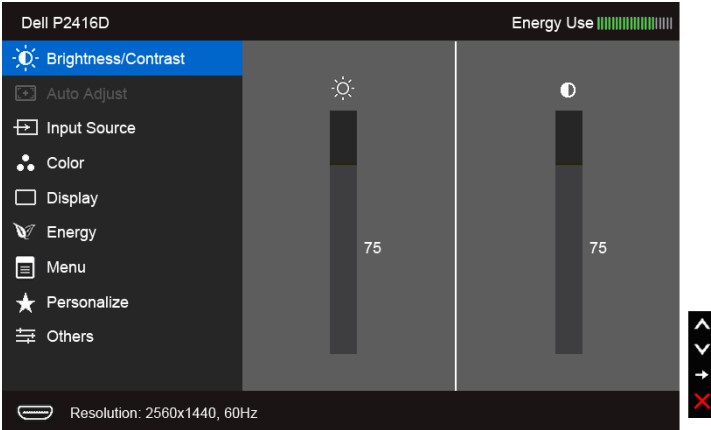 Dell P2416D
Energy Use
Brightness/Contrast
Auto Adjust
Input Source
Color
Display
Energy
Menu
Personalize
Others
75
75
Resolution: 2560x1440, 60Hz